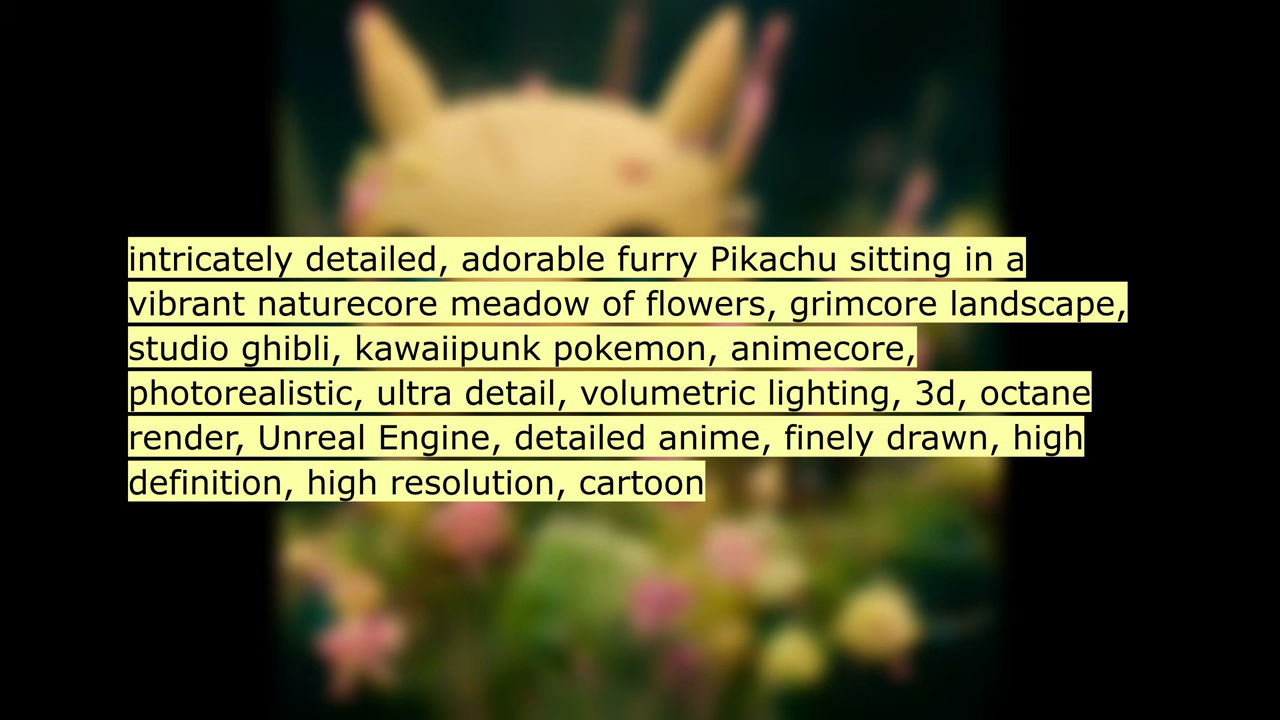 intricately detailed, adorable furry Pikachu sitting in a
vibrant naturecore meadow of flowers, grimcore landscape,
studio ghibli, kawaiipunk pokemon, animecore,
photorealistic, ultra detail, volumetric lighting, 3d, octane
render, Unreal Engine, detailed anime, finely drawn, high
definition, high resolution, cartoon